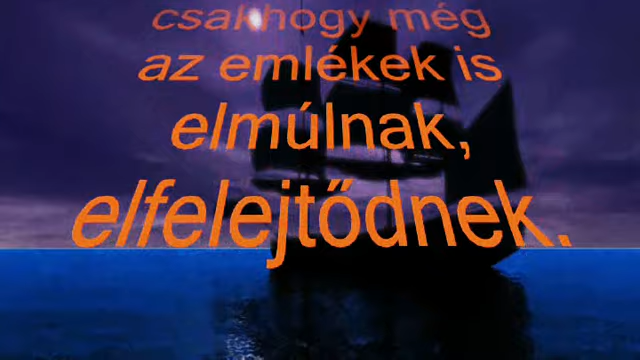 csakhogy még
az emlékek is
elmúlnak,
elfelejtődnek.